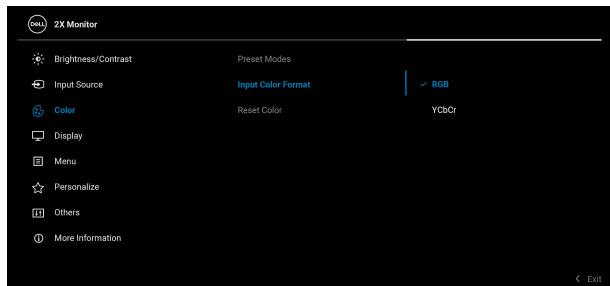 DELL 2X Monitor
Brightness/Contrast Preset Modes
Input Source Input Color Format ✓ RGB
Color Reset Color YCbCr
Display
Menu
Personalize
Others
More Information
< Exit